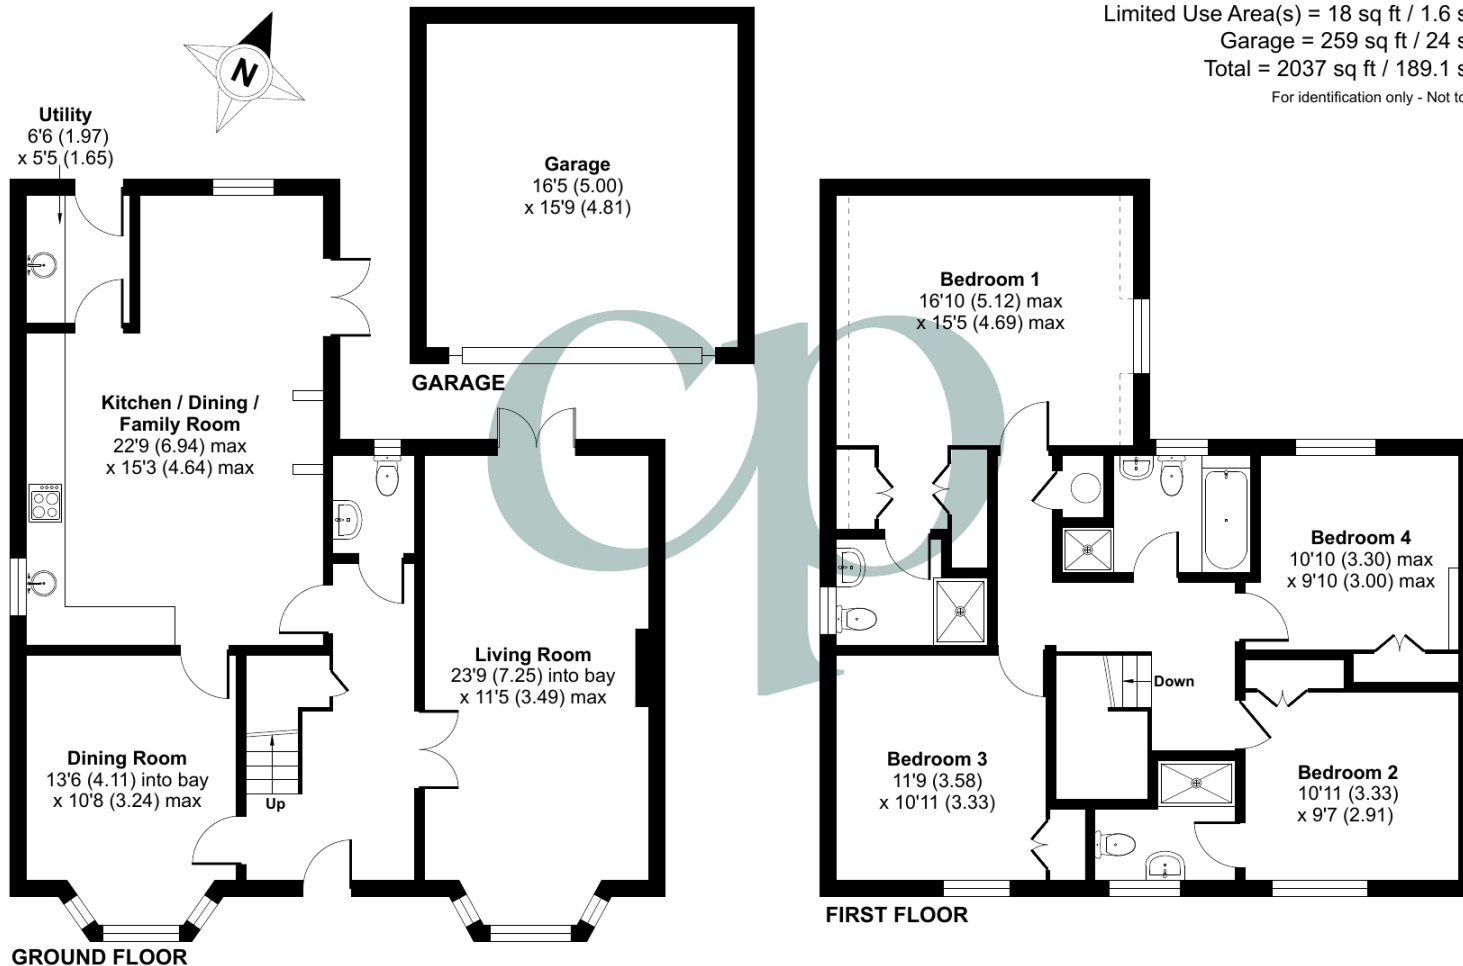 Limited Use Area(s) = 18 sq ft / 1.6 s
Garage = 259 sq ft / 24 s
Total = 2037 sq ft / 189.1 s
For identification only - Not to
N
Utility
6'6 (1.97)
x 5'5 (1.65)
Garage
16'5 (5.00)
x 15'9 (4.81)
GARAGE
Kitchen / Dining /
Family Room
22'9 (6.94) max
x 15'3 (4.64) max
Living Room
23'9 (7.25) into bay
x 11'5 (3.49) max
Dining Room
13'6 (4.11) into bay
x 10'8 (3.24) max
Up
GROUND FLOOR
cp
Bedroom 1
16'10 (5.12) max
x 15'5 (4.69) max
Bedroom 4
10'10 (3.30) max
x 9'10 (3.00) max
Down
Bedroom 3
11'9 (3.58)
x 10'11 (3.33)
Bedroom 2
10'11 (3.33)
x 9'7 (2.91)
FIRST FLOOR